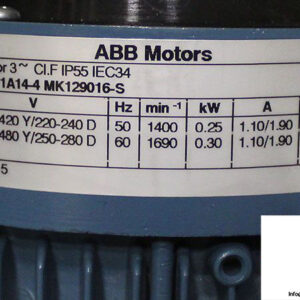 ABB Motors
or 3~ Cl.F IP55 IEC34
1A14-4 MK129016-S
V Hz min⁻¹ kW A
420 Y/220-240 D 50 1400 0.25 1.10/1.90
480 Y/250-280 D 60 1690 0.30 1.10/1.90
5